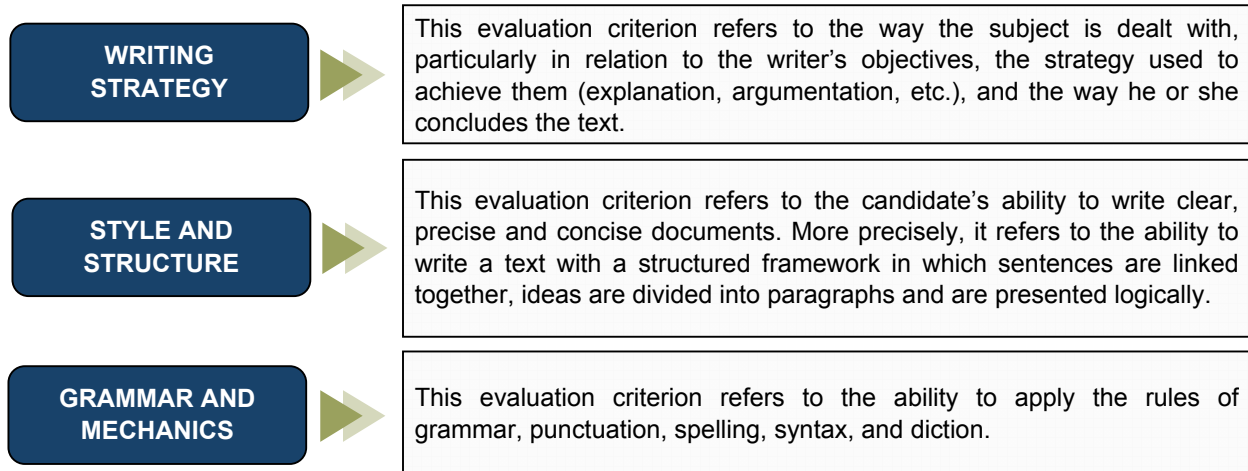 WRITING
STRATEGY
This evaluation criterion refers to the way the subject is dealt with,
particularly in relation to the writer’s objectives, the strategy used to
achieve them (explanation, argumentation, etc.), and the way he or she
concludes the text.
STYLE AND
STRUCTURE
This evaluation criterion refers to the candidate’s ability to write clear,
precise and concise documents. More precisely, it refers to the ability to
write a text with a structured framework in which sentences are linked
together, ideas are divided into paragraphs and are presented logically.
GRAMMAR AND
MECHANICS
This evaluation criterion refers to the ability to apply the rules of
grammar, punctuation, spelling, syntax, and diction.